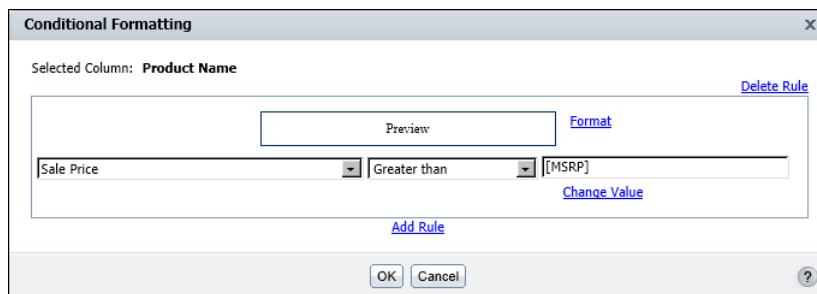 Conditional Formatting x
Selected Column: Product Name
Delete Rule
Preview Format
Sale Price Greater than [MSRP]
Change Value
Add Rule
OK Cancel ?